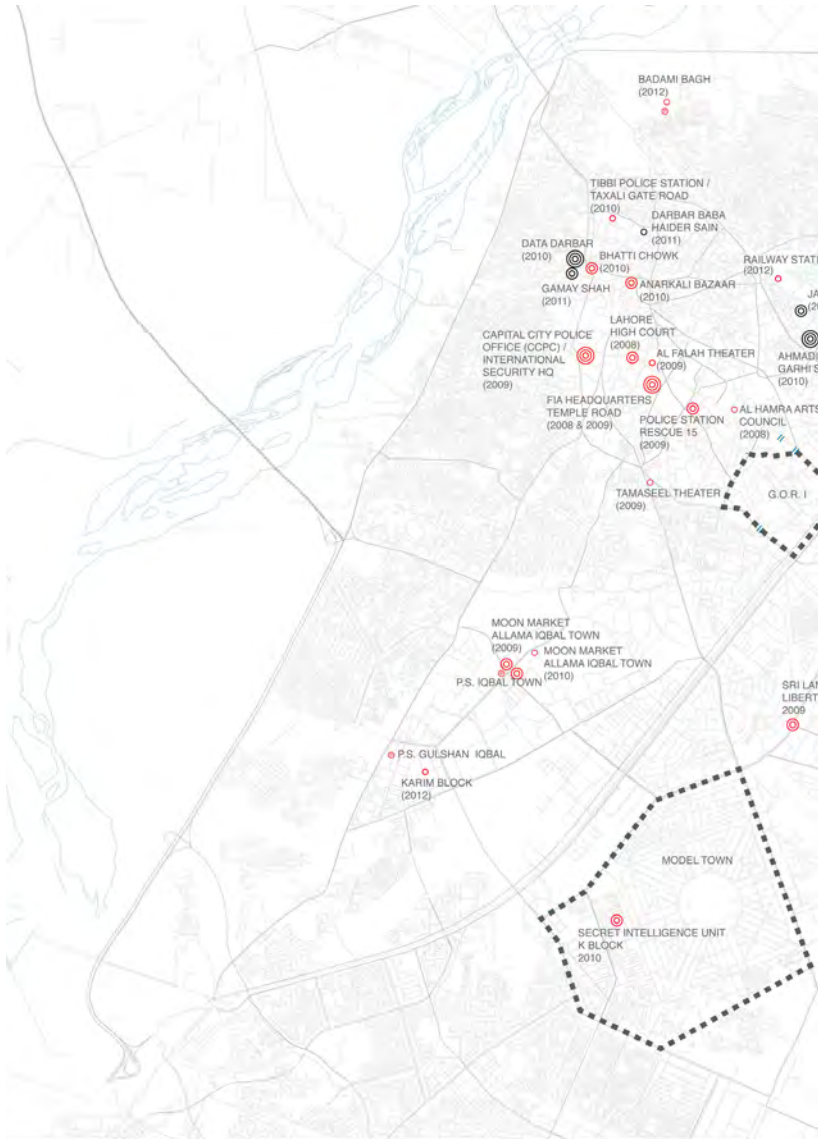 BADAMI BAGH
(2012)
TIBBI POLICE STATION /
TAXALI GATE ROAD
(2010)
DARBAR BABA
HAIDER SAIN
(2011)
DATA DARBAR
(2010)
BHATTI CHOWK
(2010)
GAMAY SHAH
(2011)
ANARKALI BAZAAR
(2010)
RAILWAY STATI
(2012)
JA
(20
LAHORE
HIGH COURT
(2008)
CAPITAL CITY POLICE
OFFICE (CCPC) /
INTERNATIONAL
SECURITY HQ
(2009)
AL FALAH THEATER
(2009)
AHMADI
GARHI S
(2010)
FIA HEADQUARTERS
TEMPLE ROAD
(2008 & 2009)
POLICE STATION
RESCUE 15
(2009)
AL HAMRA ARTS
COUNCIL
(2008)
TAMASEEL THEATER
(2009)
G.O.R. I
MOON MARKET
ALLAMA IQBAL TOWN
(2009)
MOON MARKET
ALLAMA IQBAL TOWN
(2010)
P.S. IQBAL TOWN
SRI LAN
LIBERT
2009
P.S. GULSHAN IQBAL
KARIM BLOCK
(2012)
MODEL TOWN
SECRET INTELLIGENCE UNIT
K BLOCK
2010